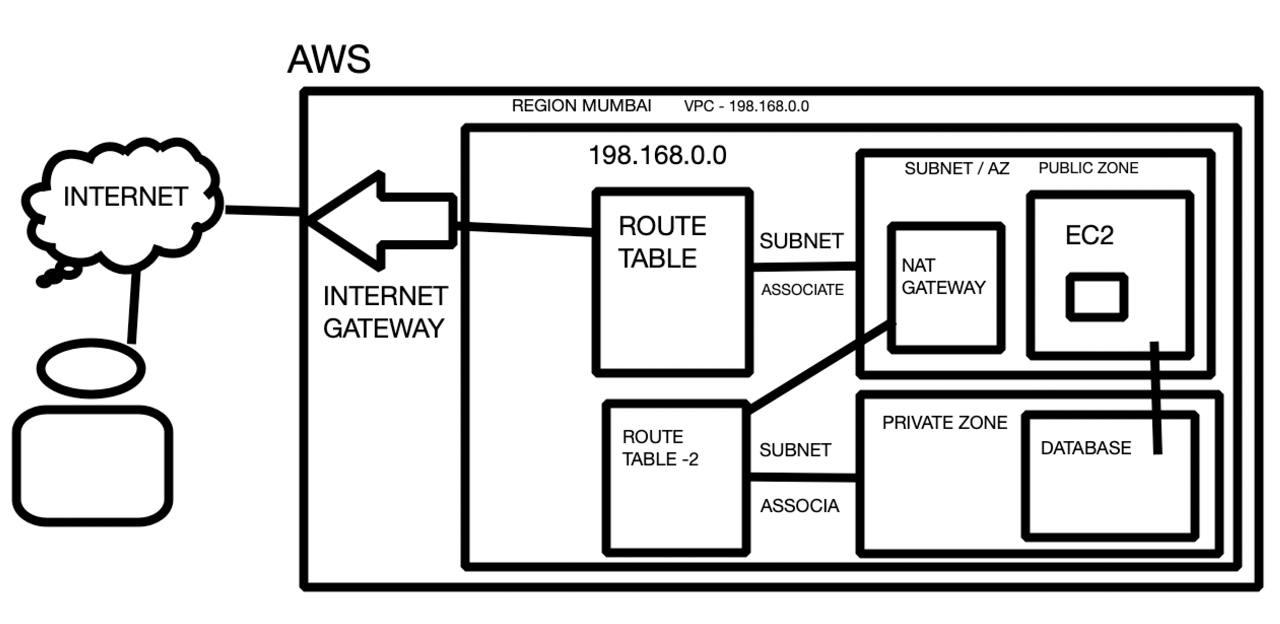 AWS
REGION MUMBAI VPC - 198.168.0.0
198.168.0.0
SUBNET / AZ PUBLIC ZONE
INTERNET
ROUTE
TABLE
SUBNET
ASSOCIATE
NAT
GATEWAY
EC2
INTERNET
GATEWAY
ROUTE
TABLE -2
SUBNET
ASSOCIA
PRIVATE ZONE
DATABASE